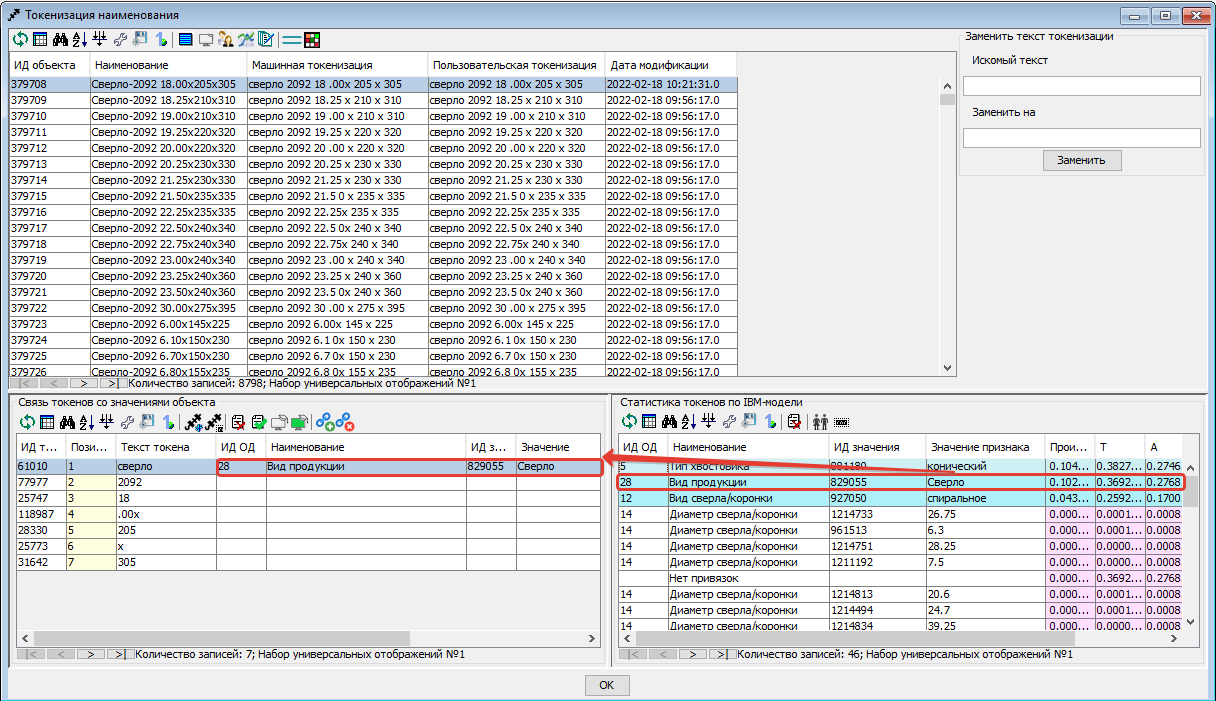 Токенизация наименования
ИД объекта Наименование Машинная токенизация Пользовательская токенизация Дата модификации
379708 Сверло-2092 18.00x205x305 сверло 2092 18 .00x 205 x 305 сверло 2092 18 .00x 205 x 305 2022-02-18 10:21:31.0
379709 Сверло-2092 18.25x210x310 сверло 2092 18.25 x 210 x 310 сверло 2092 18.25 x 210 x 310 2022-02-18 09:56:17.0
379710 Сверло-2092 19.00x210x310 сверло 2092 19 .00 x 210 x 310 сверло 2092 19 .00 x 210 x 310 2022-02-18 09:56:17.0
379711 Сверло-2092 19.25x220x320 сверло 2092 19.25 x 220 x 320 сверло 2092 19.25 x 220 x 320 2022-02-18 09:56:17.0
379712 Сверло-2092 20.00x220x320 сверло 2092 20 .00 x 220 x 320 сверло 2092 20 .00 x 220 x 320 2022-02-18 09:56:17.0
379713 Сверло-2092 20.25x230x330 сверло 2092 20.25 x 230 x 330 сверло 2092 20.25 x 230 x 330 2022-02-18 09:56:17.0
379714 Сверло-2092 21.25x230x330 сверло 2092 21.25 x 230 x 330 сверло 2092 21.25 x 230 x 330 2022-02-18 09:56:17.0
379715 Сверло-2092 21.50x235x335 сверло 2092 21.5 0 x 235 x 335 сверло 2092 21.5 0 x 235 x 335 2022-02-18 09:56:17.0
379716 Сверло-2092 22.25x235x335 сверло 2092 22.25x 235 x 335 сверло 2092 22.25x 235 x 335 2022-02-18 09:56:17.0
379717 Сверло-2092 22.50x240x340 сверло 2092 22.5 0x 240 x 340 сверло 2092 22.5 0x 240 x 340 2022-02-18 09:56:17.0
379718 Сверло-2092 22.75x240x340 сверло 2092 22.75x 240 x 340 сверло 2092 22.75x 240 x 340 2022-02-18 09:56:17.0
379719 Сверло-2092 23.00x240x340 сверло 2092 23 .00 x 240 x 340 сверло 2092 23 .00 x 240 x 340 2022-02-18 09:56:17.0
379720 Сверло-2092 23.25x240x360 сверло 2092 23.25 x 240 x 360 сверло 2092 23.25 x 240 x 360 2022-02-18 09:56:17.0
379721 Сверло-2092 23.50x240x360 сверло 2092 23.5 0x 240 x 360 сверло 2092 23.5 0x 240 x 360 2022-02-18 09:56:17.0
379722 Сверло-2092 30.00x275x395 сверло 2092 30 .00 x 275 x 395 сверло 2092 30 .00 x 275 x 395 2022-02-18 09:56:17.0
379723 Сверло-2092 6.00x145x225 сверло 2092 6.00x 145 x 225 сверло 2092 6.00x 145 x 225 2022-02-18 09:56:17.0
379724 Сверло-2092 6.10x150x230 сверло 2092 6.1 0x 150 x 230 сверло 2092 6.1 0x 150 x 230 2022-02-18 09:56:17.0
379725 Сверло-2092 6.70x150x230 сверло 2092 6.7 0x 150 x 230 сверло 2092 6.7 0x 150 x 230 2022-02-18 09:56:17.0
379726 Сверло-2092 6.80x155x235 сверло 2092 6.8 0x 155 x 235 сверло 2092 6.8 0x 155 x 235 2022-02-18 09:56:17.0
Количество записей: 8798; Набор универсальных отображений №1
Заменить текст токенизации
Искомый текст
Заменить на
Заменить
Связь токенов со значениями объекта
ИД т... Пози... Текст токена ИД ОД Наименование ИД з... Значение
61010 1 сверло 28 Вид продукции 829055 Сверло
77977 2 2092
25747 3 18
118987 4 .00x
28330 5 205
25773 6 x
31642 7 305
Количество записей: 7; Набор универсальных отображений №1
Статистика токенов по IBM-модели
ИД ОД Наименование ИД значения Значение признака Прои... T A
5 Тип хвостовика 981180 конический 0.104... 0.3827... 0.2746
28 Вид продукции 829055 Сверло 0.102... 0.3692... 0.2768
12 Вид сверла/коронки 927050 спиральное 0.043... 0.2592... 0.1700
14 Диаметр сверла/коронки 1214733 26.75 0.000... 0.0001... 0.0008
14 Диаметр сверла/коронки 961513 6.3 0.000... 0.0001... 0.0008
14 Диаметр сверла/коронки 1214751 28.25 0.000... 0.0000... 0.0008
14 Диаметр сверла/коронки 1211192 7.5 0.000... 0.0000... 0.0008
Нет привязок 0.000... 0.3692... 0.2768
14 Диаметр сверла/коронки 1214813 20.6 0.000... 0.0001... 0.0008
14 Диаметр сверла/коронки 1214494 24.7 0.000... 0.0001... 0.0008
14 Диаметр сверла/коронки 1214834 39.25 0.000... 0.0000... 0.0008
Количество записей: 46; Набор универсальных отображений №1
OK